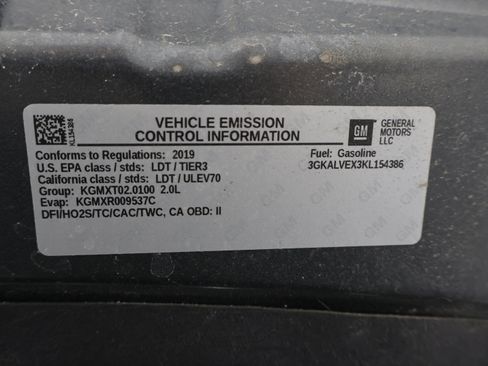 VEHICLE EMISSION
CONTROL INFORMATION
KL154386
GM
GENERAL
MOTORS
LLC
Conforms to Regulations: 2019
U.S. EPA class / stds: LDT / TIER3
California class / stds: LDT / ULEV70
Group: KGMXT02.0100 2.0L
Evap: KGMXR009537C
DFI/HO2S/TC/CAC/TWC, CA OBD: II
Fuel: Gasoline
3GKALVEX3KL154386